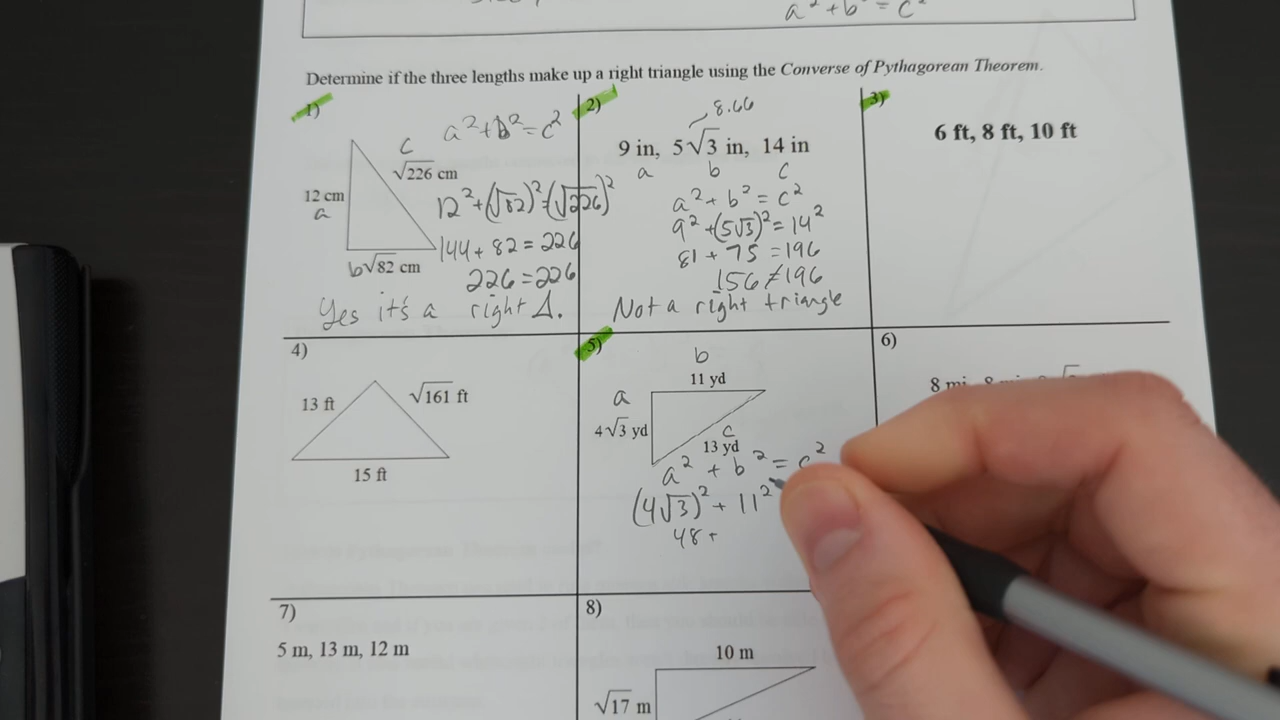 a² + b² = c²
Determine if the three lengths make up a right triangle using the Converse of Pythagorean Theorem.
1)
a²+b²=c²
c
√226 cm
12 cm
a
12²+(√82)²=(√226)²
144 + 82 = 226
b√82 cm
226=226
Yes it's a right Δ.
2)
8.66
9 in, 5√3 in, 14 in
a b c
a² + b² = c²
9² +(5√3)²= 14²
81 + 75 = 196
156 ≠ 196
Not a right triangle
3)
6 ft, 8 ft, 10 ft
4)
13 ft
√161 ft
15 ft
5)
b
11 yd
a
4√3 yd
c
13 yd
a² + b² = c²
(4√3)² + 11²
48 +
6)
8 mi,
7)
5 m, 13 m, 12 m
8)
10 m
√17 m